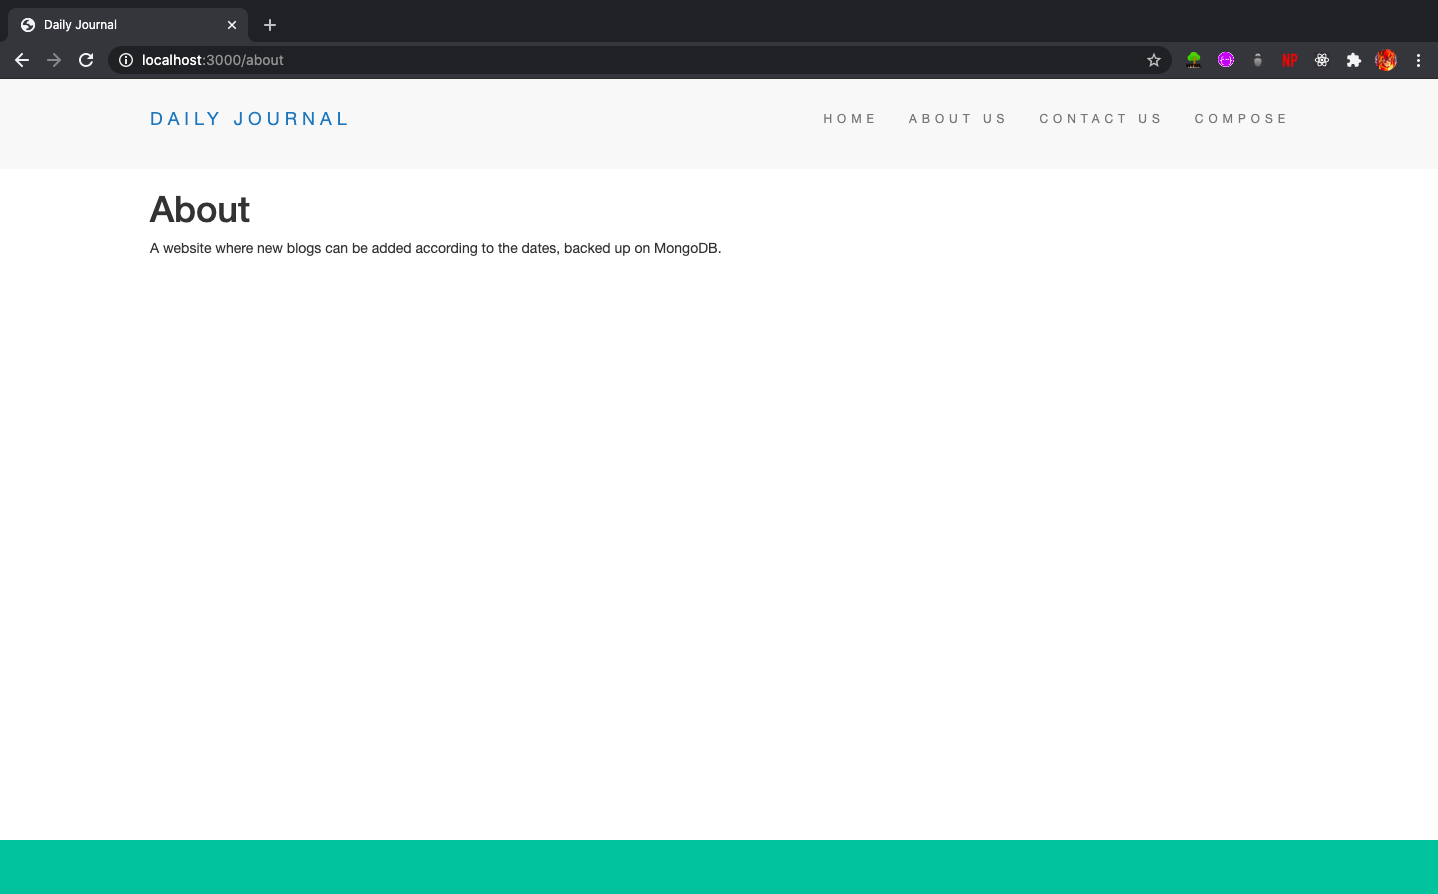 Daily Journal
localhost:3000/about
NP
DAILY JOURNAL
HOME ABOUT US CONTACT US COMPOSE
About
A website where new blogs can be added according to the dates, backed up on MongoDB.